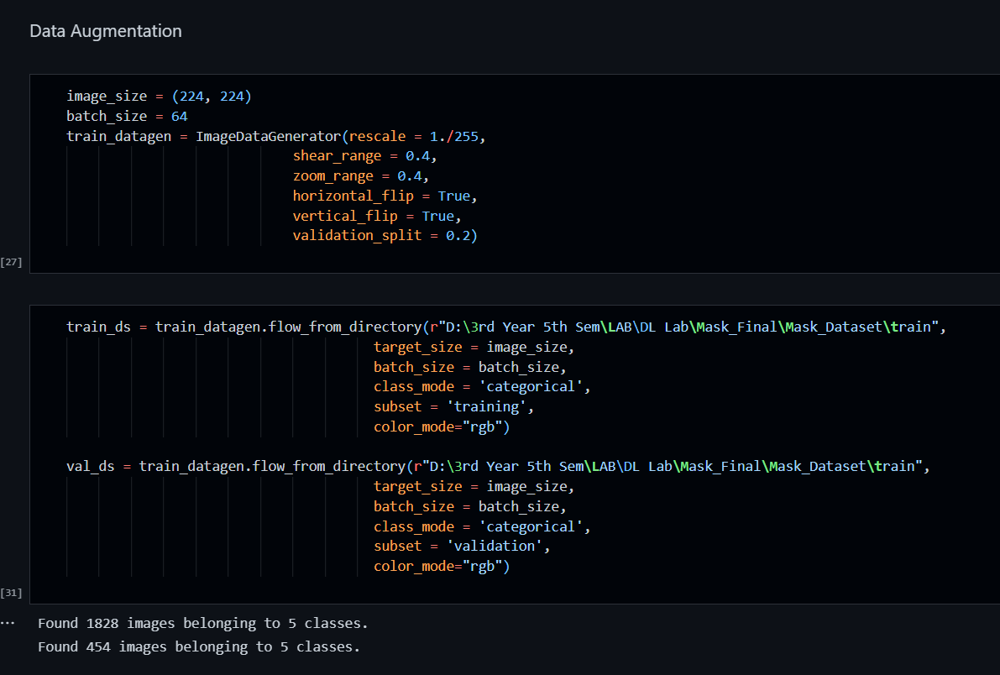 Data Augmentation
image_size = (224, 224)
batch_size = 64
train_datagen = ImageDataGenerator(rescale = 1./255,
shear_range = 0.4,
zoom_range = 0.4,
horizontal_flip = True,
vertical_flip = True,
validation_split = 0.2)
[27]
train_ds = train_datagen.flow_from_directory(r"D:\3rd Year 5th Sem\LAB\DL Lab\Mask_Final\Mask_Dataset\train",
target_size = image_size,
batch_size = batch_size,
class_mode = 'categorical',
subset = 'training',
color_mode="rgb")
val_ds = train_datagen.flow_from_directory(r"D:\3rd Year 5th Sem\LAB\DL Lab\Mask_Final\Mask_Dataset\train",
target_size = image_size,
batch_size = batch_size,
class_mode = 'categorical',
subset = 'validation',
color_mode="rgb")
[31]
... Found 1828 images belonging to 5 classes.
Found 454 images belonging to 5 classes.